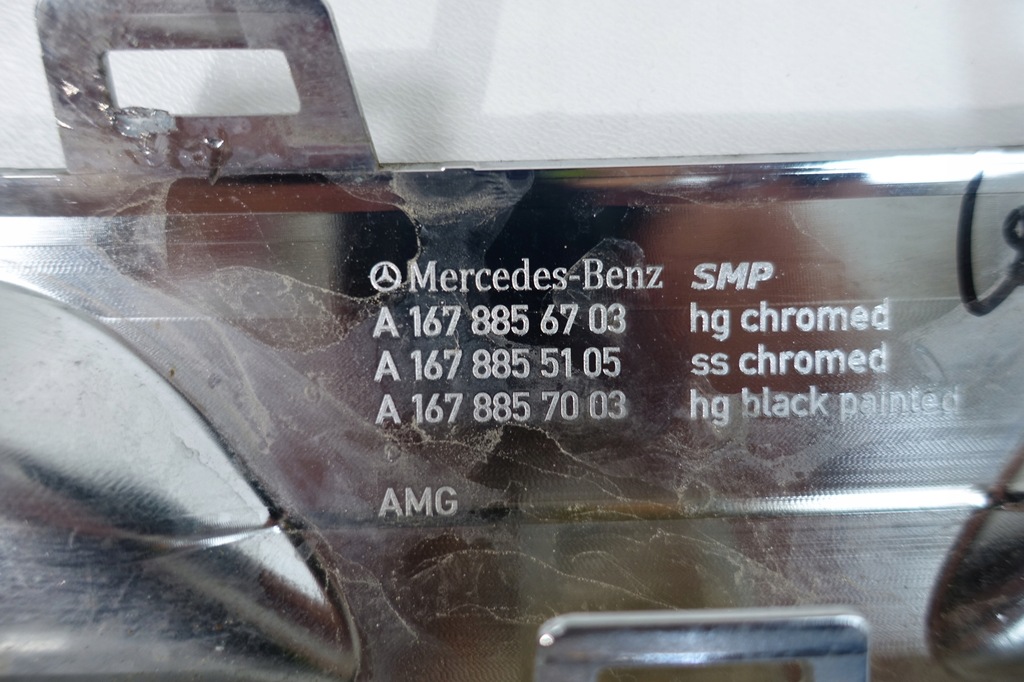 Mercedes-Benz SMP
A 167 885 67 03 hg chromed
A 167 885 51 05 ss chromed
A 167 885 70 03 hg black painted
AMG